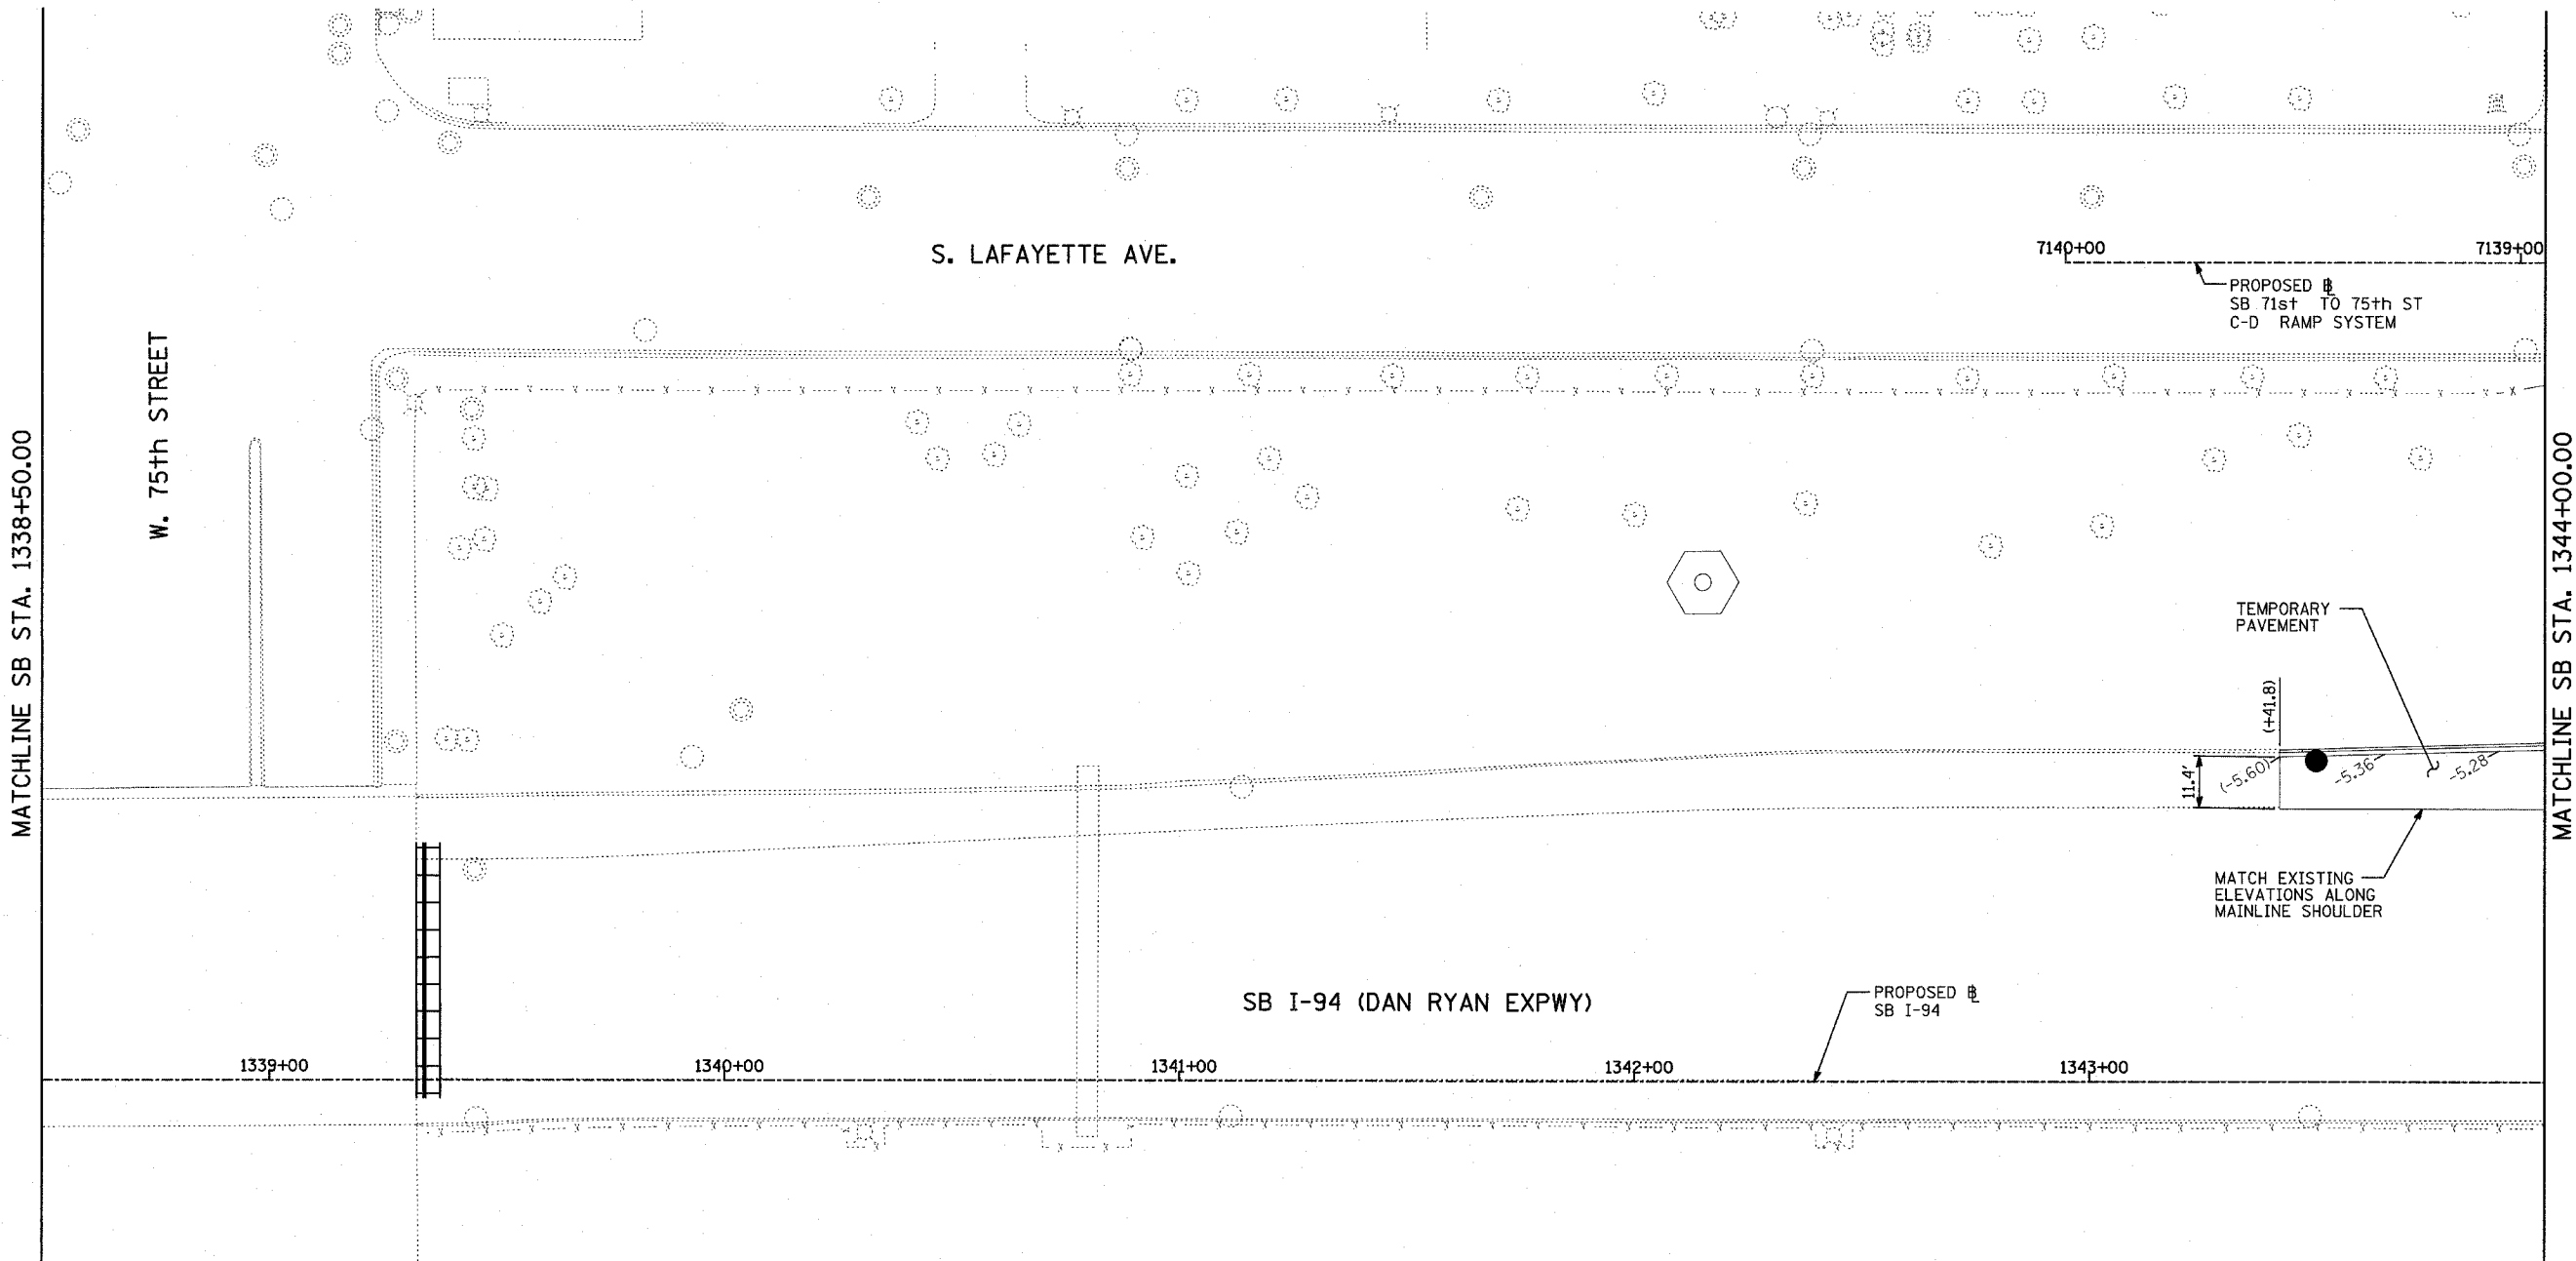 S. LAFAYETTE AVE.
7140+00
7139+00
PROPOSED ⅊
SB 71st TO 75th ST
C-D RAMP SYSTEM
W. 75th STREET
MATCHLINE SB STA. 1338+50.00
MATCHLINE SB STA. 1344+00.00
TEMPORARY
PAVEMENT
(+41.8)
11.4'
(-5.60)
-5.36
-5.28
MATCH EXISTING
ELEVATIONS ALONG
MAINLINE SHOULDER
SB I-94 (DAN RYAN EXPWY)
PROPOSED ⅊
SB I-94
1339+00
1340+00
1341+00
1342+00
1343+00